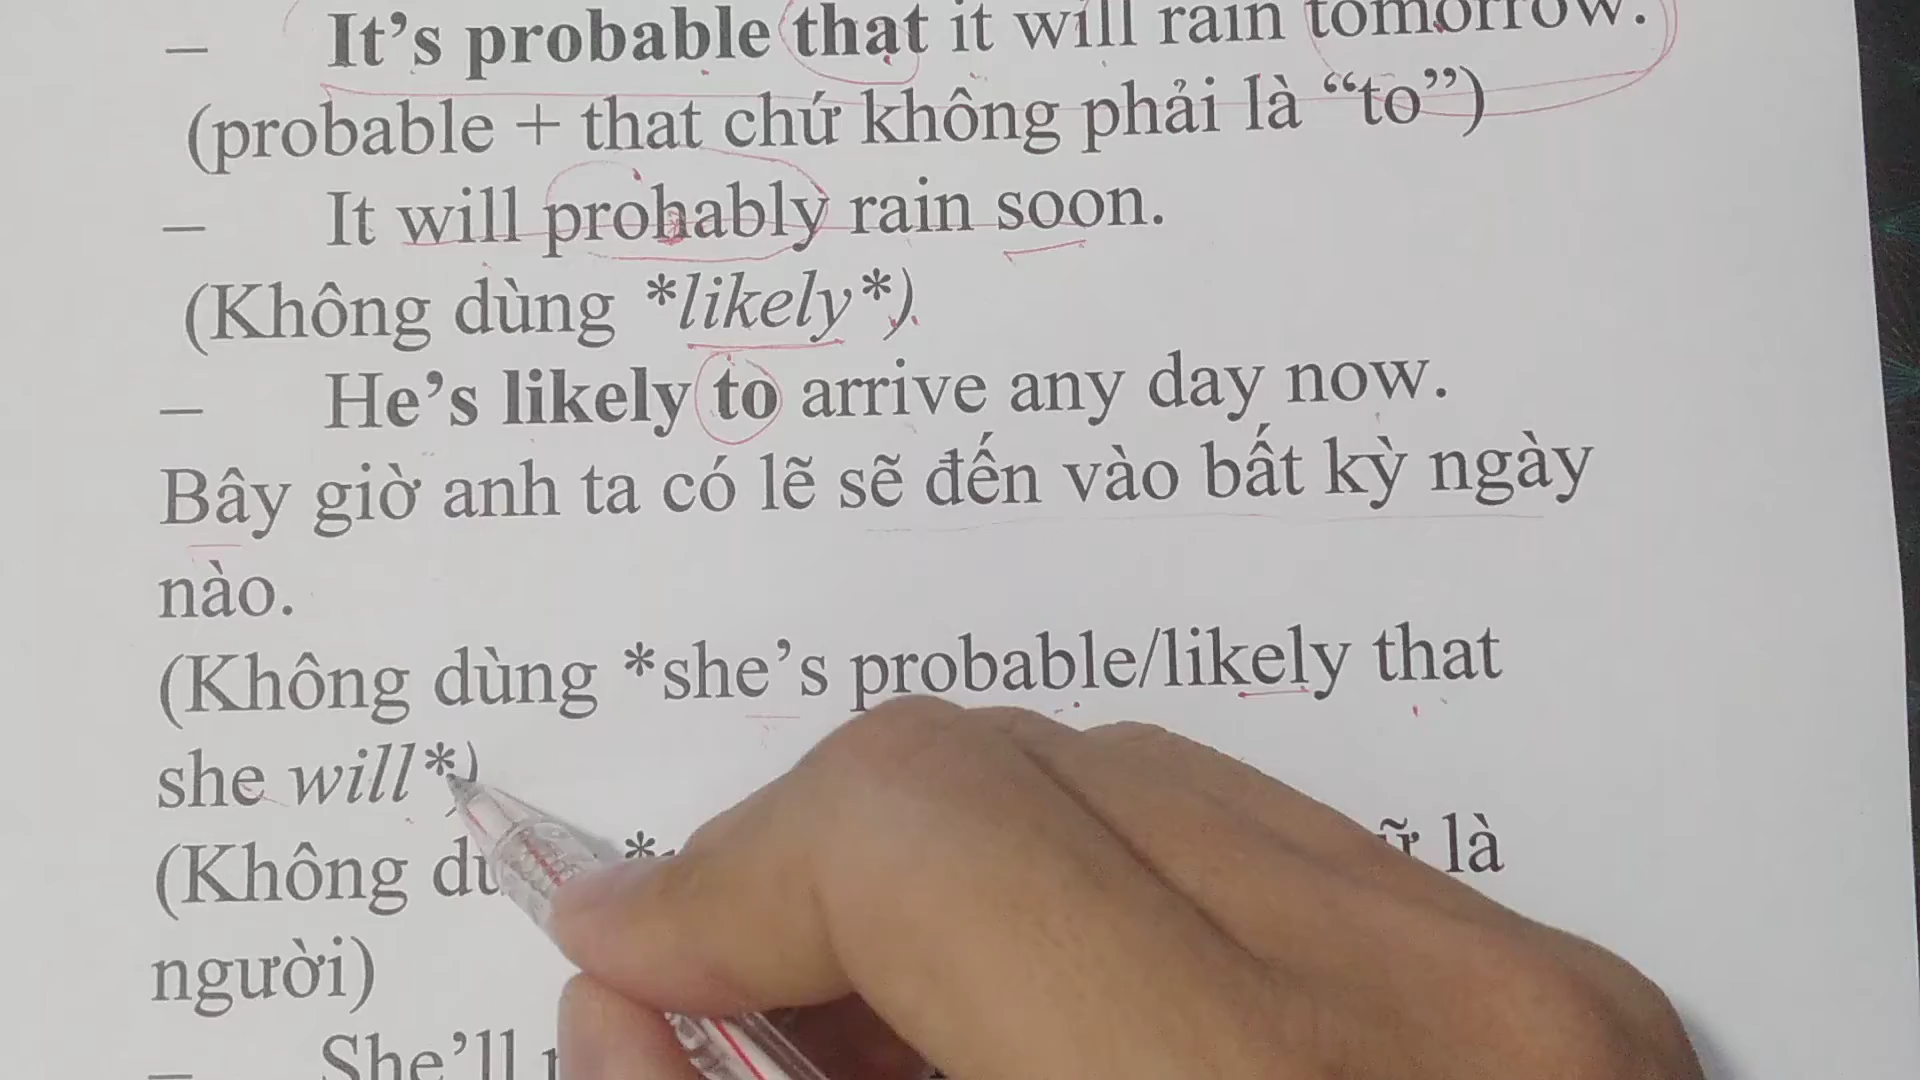 – It’s probable that it will rain tomorrow.
(probable + that chứ không phải là “to”)
– It will probably rain soon.
(Không dùng *likely*)
– He’s likely to arrive any day now.
Bây giờ anh ta có lẽ sẽ đến vào bất kỳ ngày
nào.
(Không dùng *she’s probable/likely that
she will*)
(Không là
người)
– She’ll